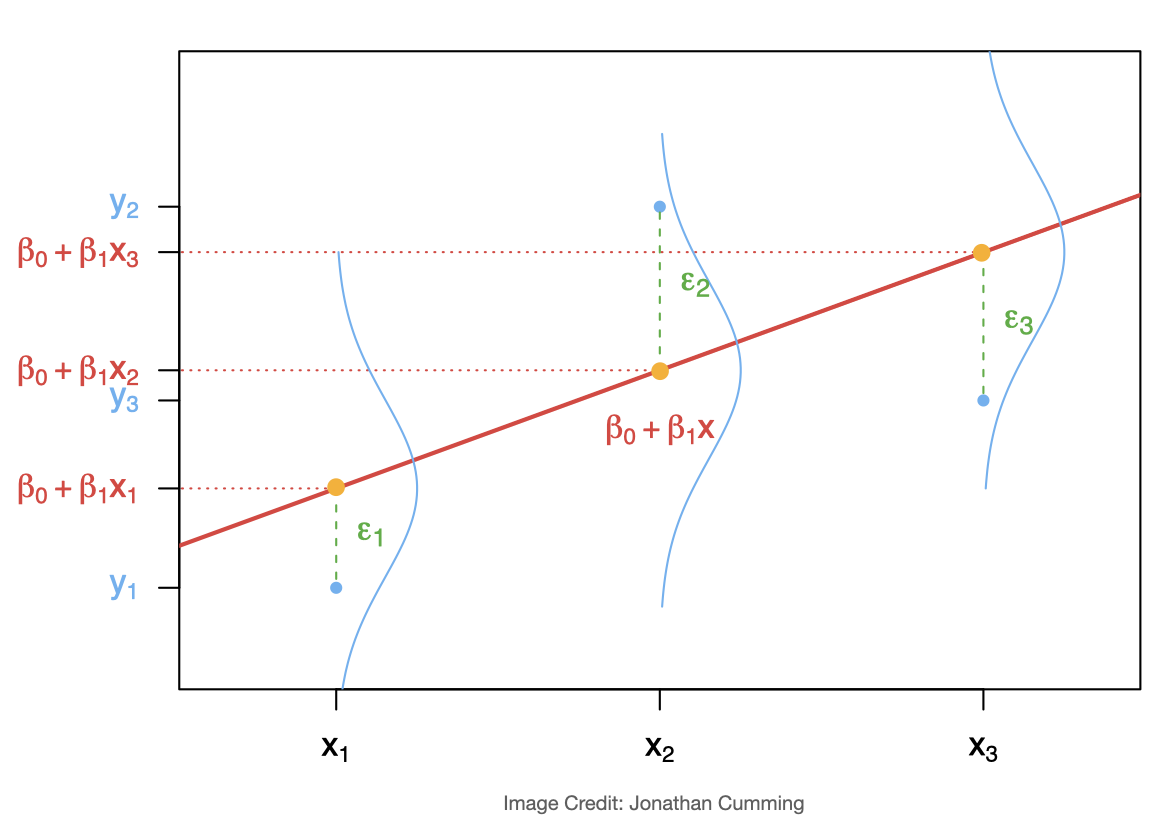 y₂
β₀ + β₁x₃
ε₂
ε₃
β₀ + β₁x₂
y₃
β₀ + β₁x
β₀ + β₁x₁
ε₁
y₁
x₁
x₂
x₃
Image Credit: Jonathan Cumming